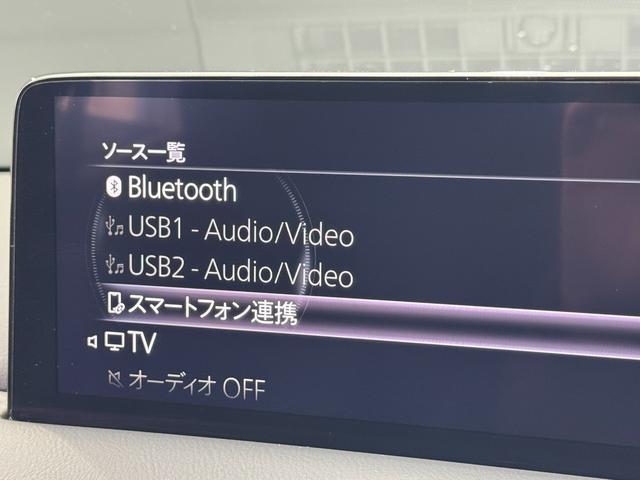 ソース一覧
Bluetooth
USB1 - Audio/Video
USB2 - Audio/Video
スマートフォン連携
TV
オーディオ OFF